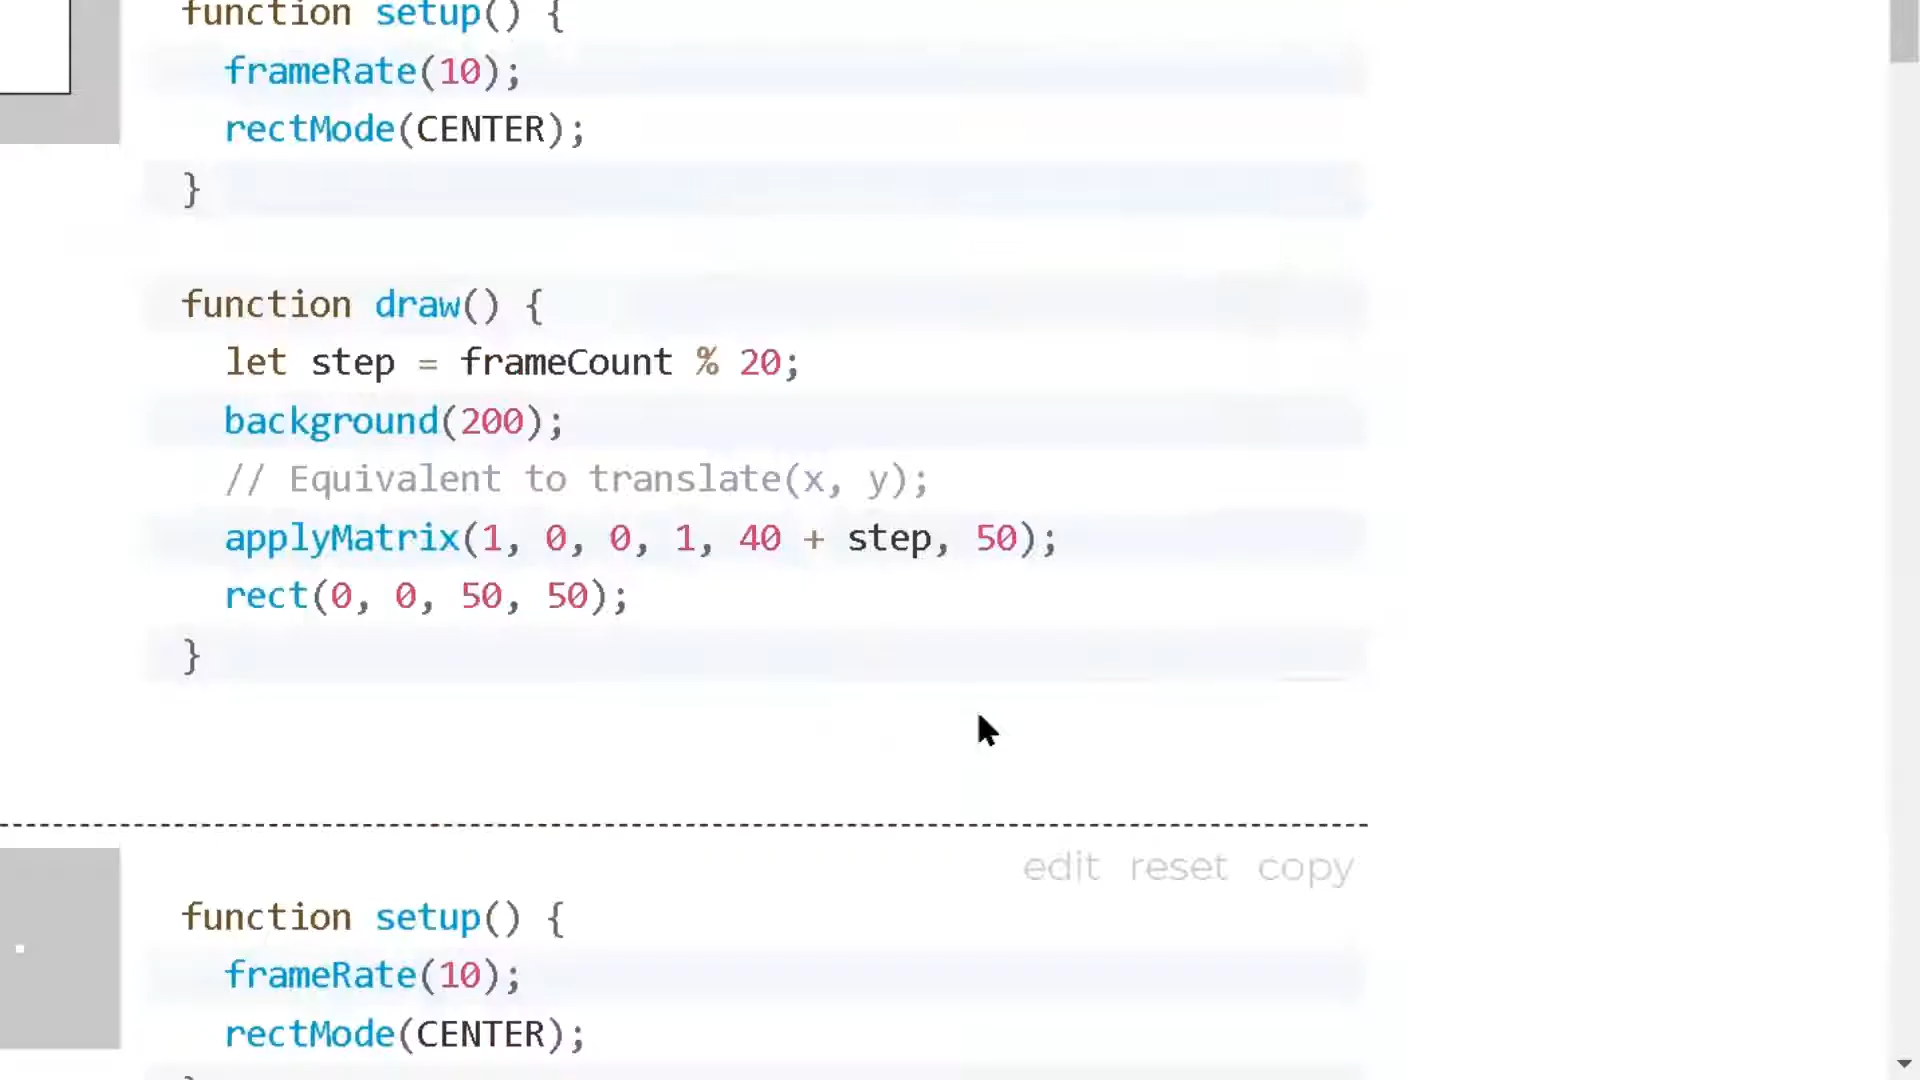 function setup() {
frameRate(10);
rectMode(CENTER);
}
function draw() {
let step = frameCount % 20;
background(200);
// Equivalent to translate(x, y);
applyMatrix(1, 0, 0, 1, 40 + step, 50);
rect(0, 0, 50, 50);
}
edit reset copy
function setup() {
frameRate(10);
rectMode(CENTER);
}